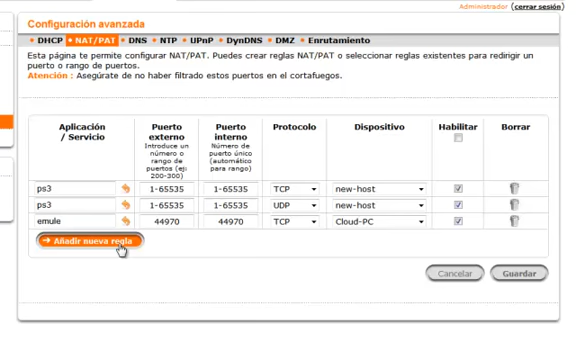 Administrador (cerrar sesión)
Configuración avanzada
DHCP NAT/PAT DNS NTP UPnP DynDNS DMZ Enrutamiento
Esta página te permite configurar NAT/PAT. Puedes crear reglas NAT/PAT o seleccionar reglas existentes para redirigir un
puerto o rango de puertos.
Atención : Asegúrate de no haber filtrado estos puertos en el cortafuegos.
Aplicación
/ Servicio
Puerto
externo
Introduce un
número o
rango de
puertos (ej:
200-300)
Puerto
interno
Número de
puerto único
(automático
para rango)
Protocolo
Dispositivo
Habilitar
Borrar
ps3 1-65535 1-65535 TCP new-host
ps3 1-65535 1-65535 UDP new-host
emule 44970 44970 TCP Cloud-PC
Añadir nueva regla
Cancelar Guardar